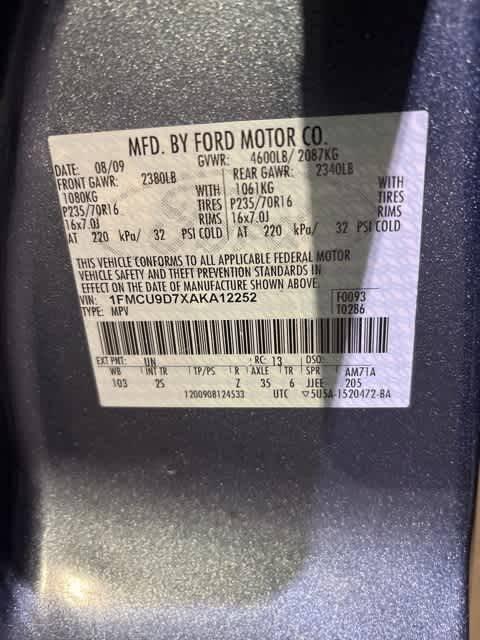 MFD. BY FORD MOTOR CO.
DATE: 08/09 GVWR: 4600LB/ 2087KG
FRONT GAWR: 2380LB REAR GAWR: 2340LB
1080KG WITH 1061KG WITH
P235/70R16 TIRES P235/70R16 TIRES
16x7.0J RIMS 16x7.0J RIMS
AT 220 kPa/ 32 PSI COLD AT 220 kPa/ 32 PSI COLD
THIS VEHICLE CONFORMS TO ALL APPLICABLE FEDERAL MOTOR
VEHICLE SAFETY AND THEFT PREVENTION STANDARDS IN
EFFECT ON THE DATE OF MANUFACTURE SHOWN ABOVE.
VIN: 1FMCU9D7XAKA12252 F0093
TYPE: MPV T0286
EXT PNT: UN RC: 13 DSO:
WB INT TR TP/PS R AXLE TR SPR AM71A
103 2S Z 35 6 JJEE 205
1200908124533 UTC ▽5U5A-1520472-BA